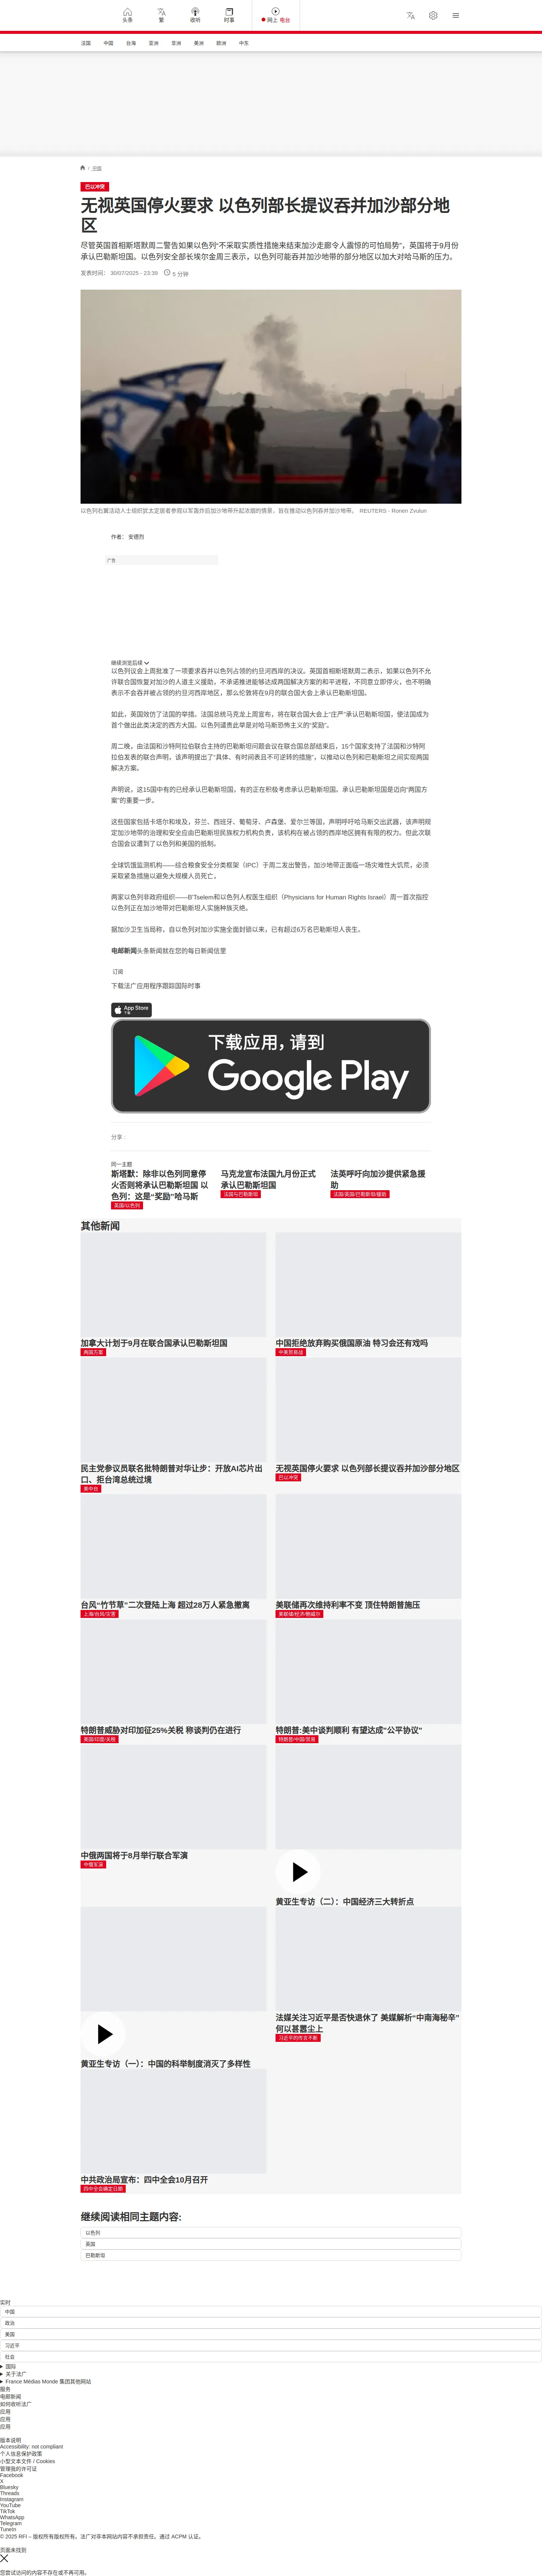 头条
繁
收听
时事
网上 电台
法国 中国 台海 亚洲 非洲 美洲 欧洲 中东
/ 中国
巴以冲突
无视英国停火要求 以色列部长提议吞并加沙部分地
区
尽管英国首相斯塔默周二警告如果以色列“不采取实质性措施来结束加沙走廊令人震惊的可怕局势”，英国将于9月份
承认巴勒斯坦国。以色列安全部长埃尔金周三表示，以色列可能吞并加沙地带的部分地区以加大对哈马斯的压力。
发表时间： 30/07/2025 - 23:39 5 分钟
以色列右翼活动人士组织犹太定居者参观以军轰炸后加沙地带升起浓烟的情景，旨在推动以色列吞并加沙地带。 REUTERS - Ronen Zvulun
作者： 安德烈
广告
继续浏览后续
以色列议会上周批准了一项要求吞并以色列占领的约旦河西岸的决议。英国首相斯塔默周二表示，如果以色列不允
许联合国恢复对加沙的人道主义援助，不承诺推进能够达成两国解决方案的和平进程，不同意立即停火，也不明确
表示不会吞并被占领的约旦河西岸地区，那么伦敦将在9月的联合国大会上承认巴勒斯坦国。
如此，英国效仿了法国的举措。法国总统马克龙上周宣布，将在联合国大会上“庄严”承认巴勒斯坦国，使法国成为
首个做出此类决定的西方大国。以色列谴责此举是对哈马斯恐怖主义的“奖励”。
周二晚，由法国和沙特阿拉伯联合主持的巴勒斯坦问题会议在联合国总部结束后，15个国家支持了法国和沙特阿
拉伯发表的联合声明，该声明提出了“具体、有时间表且不可逆转的措施”，以推动以色列和巴勒斯坦之间实现两国
解决方案。
声明说，这15国中有的已经承认巴勒斯坦国，有的正在积极考虑承认巴勒斯坦国。承认巴勒斯坦国是迈向“两国方
案”的重要一步。
这些国家包括卡塔尔和埃及，芬兰、西班牙、葡萄牙、卢森堡、爱尔兰等国，声明呼吁哈马斯交出武器，该声明规
定加沙地带的治理和安全应由巴勒斯坦民族权力机构负责，该机构在被占领的西岸地区拥有有限的权力。但此次联
合国会议遭到了以色列和美国的抵制。
全球饥饿监测机构——综合粮食安全分类框架（IPC）于周二发出警告，加沙地带正面临一场灾难性大饥荒，必须
采取紧急措施以避免大规模人员死亡。
两家以色列非政府组织——B'Tselem和以色列人权医生组织（Physicians for Human Rights Israel）周一首次指控
以色列正在加沙地带对巴勒斯坦人实施种族灭绝。
据加沙卫生当局称，自以色列对加沙实施全面封锁以来，已有超过6万名巴勒斯坦人丧生。
电邮新闻头条新闻就在您的每日新闻信里
订阅
下载法广应用程序跟踪国际时事
App Store
下载
下载应用，请到
Google Play
分享 :
同一主题
斯塔默：除非以色列同意停
火否则将承认巴勒斯坦国 以
色列：这是“奖励”哈马斯
英国/以色列
马克龙宣布法国九月份正式
承认巴勒斯坦国
法国与巴勒斯坦
法英呼吁向加沙提供紧急援
助
法国/英国/巴勒斯坦/援助
其他新闻
加拿大计划于9月在联合国承认巴勒斯坦国
两国方案
中国拒绝放弃购买俄国原油 特习会还有戏吗
中美贸易战
民主党参议员联名批特朗普对华让步：开放AI芯片出
口、拒台湾总统过境
美中台
无视英国停火要求 以色列部长提议吞并加沙部分地区
巴以冲突
台风“竹节草”二次登陆上海 超过28万人紧急撤离
上海/台风/灾害
美联储再次维持利率不变 顶住特朗普施压
美联储/经济/鲍威尔
特朗普威胁对印加征25%关税 称谈判仍在进行
美国/印度/关税
特朗普:美中谈判顺利 有望达成"公平协议"
特朗普/中国/贸易
中俄两国将于8月举行联合军演
中俄军演
黄亚生专访（二）：中国经济三大转折点
黄亚生专访（一）：中国的科举制度消灭了多样性
法媒关注习近平是否快退休了 美媒解析“中南海秘辛”
何以甚嚣尘上
习近平的传言不断
中共政治局宣布：四中全会10月召开
四中全会确定日期
继续阅读相同主题内容:
以色列
英国
巴勒斯坦
实时
中国
政治
美国
习近平
社会
国际
关于法广
France Médias Monde 集团其他网站
服务
电邮新闻
如何收听法广
应用
应用
应用
版本说明
Accessibility: not compliant
个人信息保护政策
小型文本文件 / Cookies
管理我的许可证
Facebook
X
Bluesky
Threads
Instagram
YouTube
TikTok
WhatsApp
Telegram
TuneIn
© 2025 RFI – 版权所有版权所有。法广对非本网站内容不承担责任。通过 ACPM 认证。
页面未找到
您尝试访问的内容不存在或不再可用。